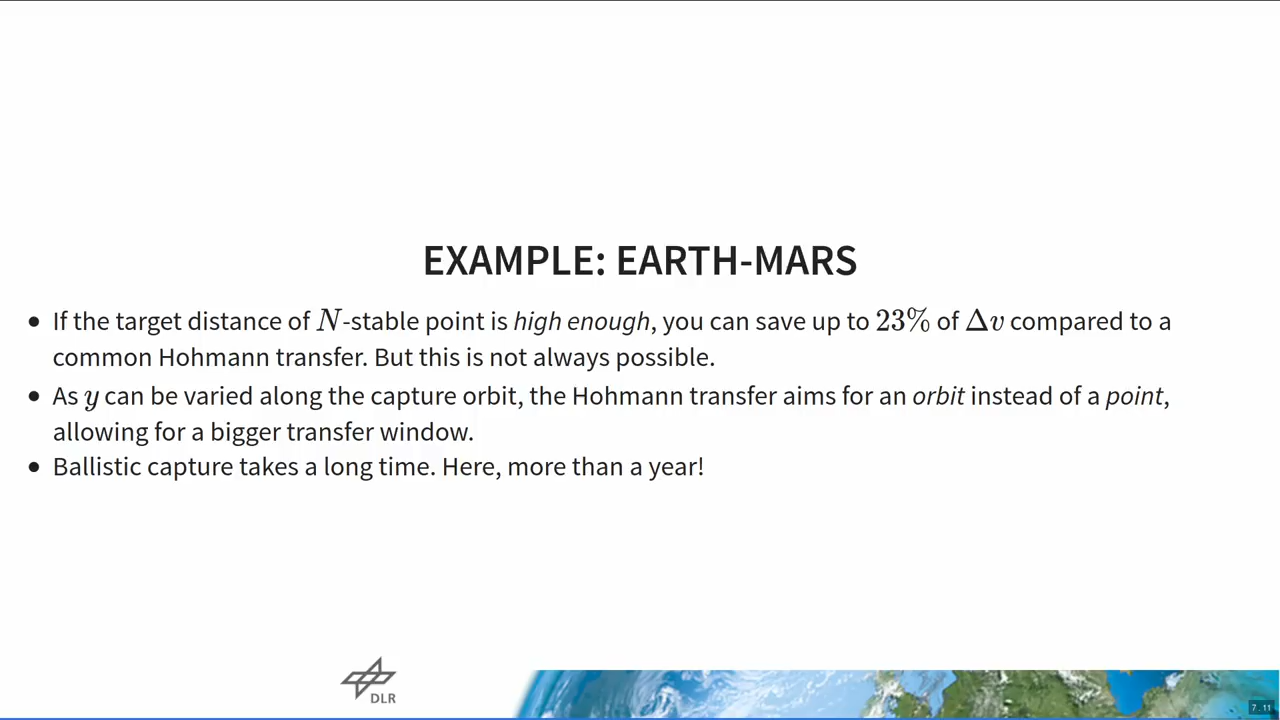 EXAMPLE: EARTH-MARS
• If the target distance of N-stable point is high enough, you can save up to 23% of Δv compared to a
common Hohmann transfer. But this is not always possible.
• As y can be varied along the capture orbit, the Hohmann transfer aims for an orbit instead of a point,
allowing for a bigger transfer window.
• Ballistic capture takes a long time. Here, more than a year!
DLR
7.11